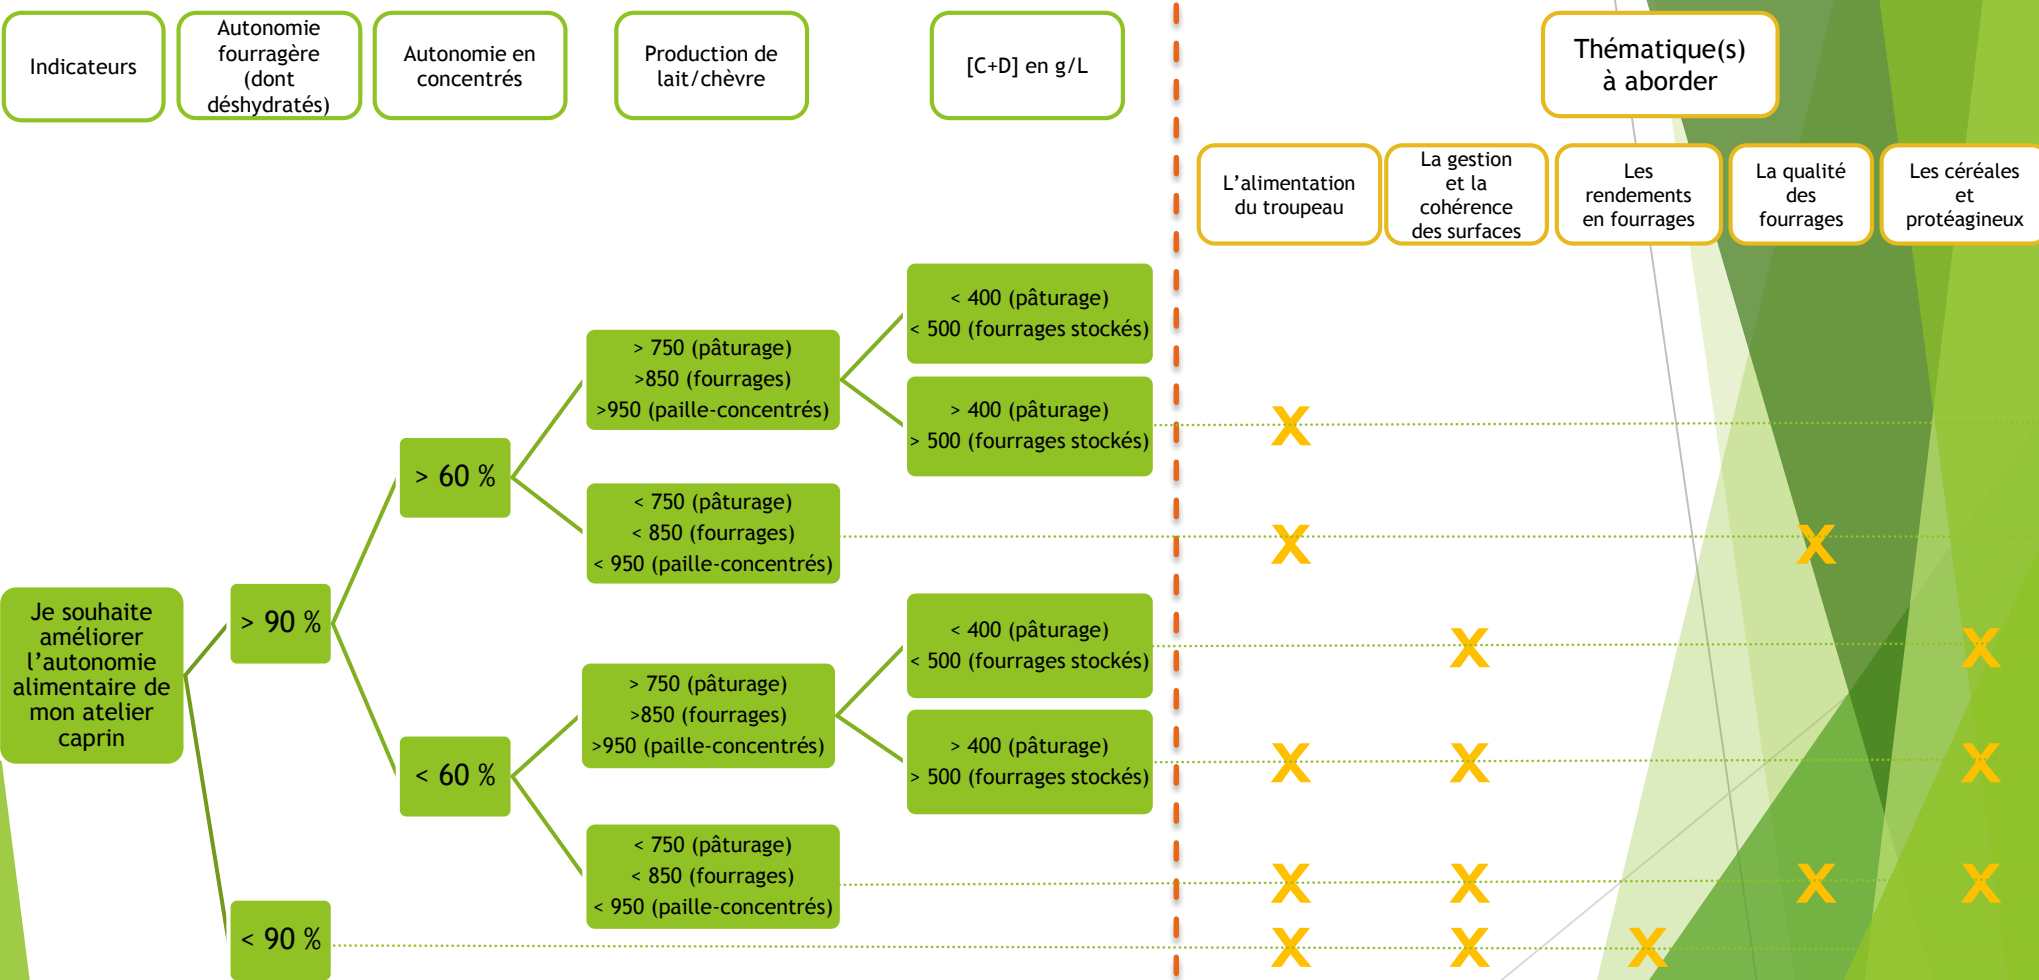 Indicateurs
Autonomie
fourragère
(dont
déshydratés)
Autonomie en
concentrés
Production de
lait/chèvre
[C+D] en g/L
Thématique(s)
à aborder
L’alimentation
du troupeau
La gestion
et la
cohérence
des surfaces
Les
rendements
en fourrages
La qualité
des
fourrages
Les céréales
et
protéagineux
Je souhaite
améliorer
l’autonomie
alimentaire de
mon atelier
caprin
> 90 %
> 60 %
> 750 (pâturage)
>850 (fourrages)
>950 (paille-concentrés)
< 400 (pâturage)
< 500 (fourrages stockés)
> 400 (pâturage)
> 500 (fourrages stockés)
X
< 750 (pâturage)
< 850 (fourrages)
< 950 (paille-concentrés)
X X
< 60 %
> 750 (pâturage)
>850 (fourrages)
>950 (paille-concentrés)
< 400 (pâturage)
< 500 (fourrages stockés)
X X
> 400 (pâturage)
> 500 (fourrages stockés)
X X X
< 750 (pâturage)
< 850 (fourrages)
< 950 (paille-concentrés)
X X X X
< 90 %
X X X